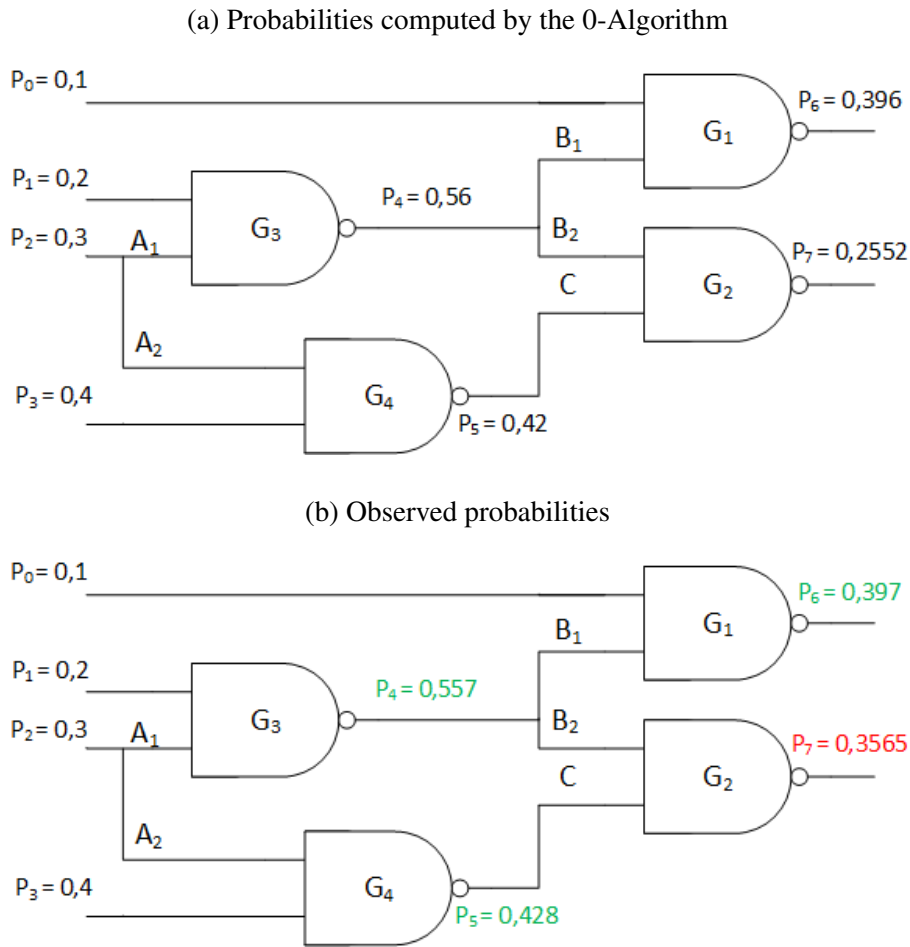 (a) Probabilities computed by the 0-Algorithm
P₀= 0,1
P₆= 0,396
G₁
B₁
P₁= 0,2
P₄= 0,56
G₃
P₂= 0,3
A₁
B₂
G₂
P₇= 0,2552
C
A₂
P₃= 0,4
G₄
P₅= 0,42
(b) Observed probabilities
P₀= 0,1
P₆= 0,397
G₁
B₁
P₁= 0,2
P₄= 0,557
G₃
P₂= 0,3
A₁
B₂
G₂
P₇= 0,3565
C
A₂
P₃= 0,4
G₄
P₅= 0,428